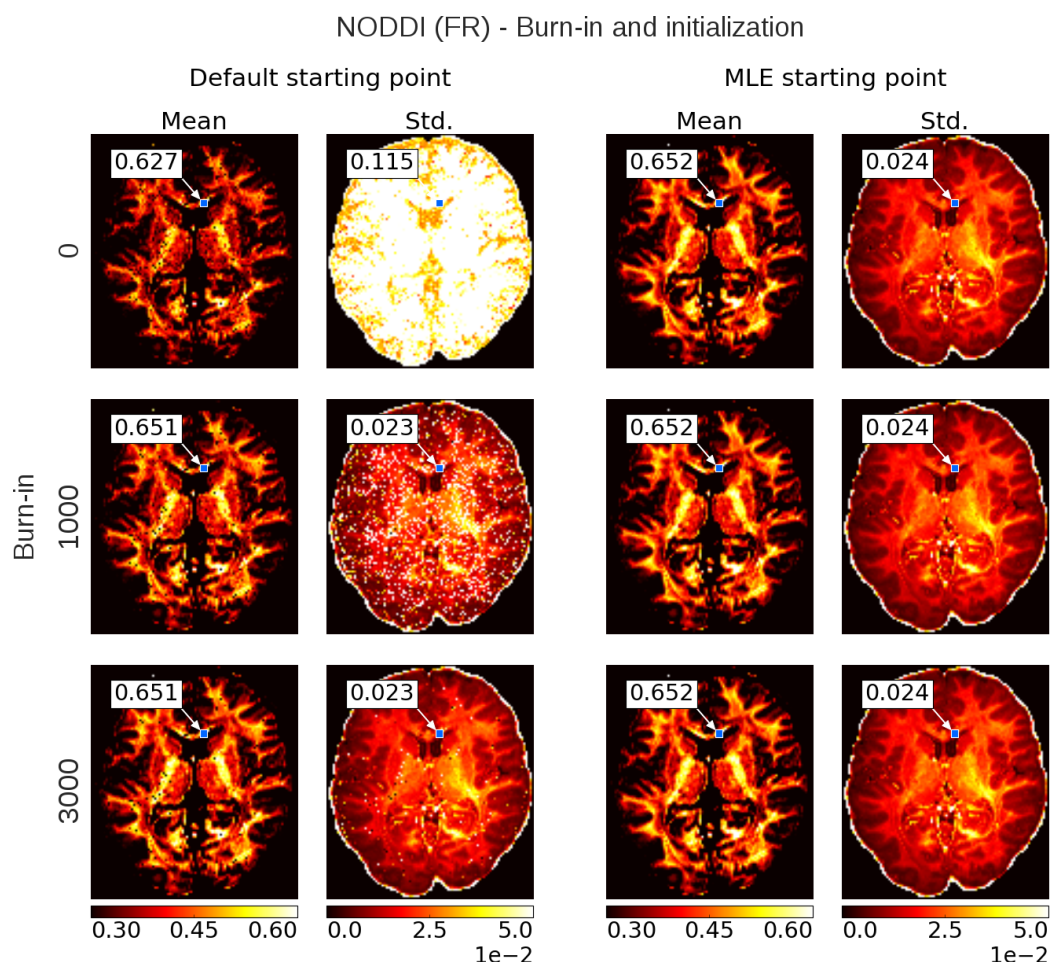 NODDI (FR) - Burn-in and initialization
Default starting point MLE starting point
Mean Std. Mean Std.
0.627 0.115 0.652 0.024
0
0.651 0.023 0.652 0.024
1000
Burn-in
0.651 0.023 0.652 0.024
3000
0.30 0.45 0.60 0.0 2.5 5.0 0.30 0.45 0.60 0.0 2.5 5.0
1e−2 1e−2